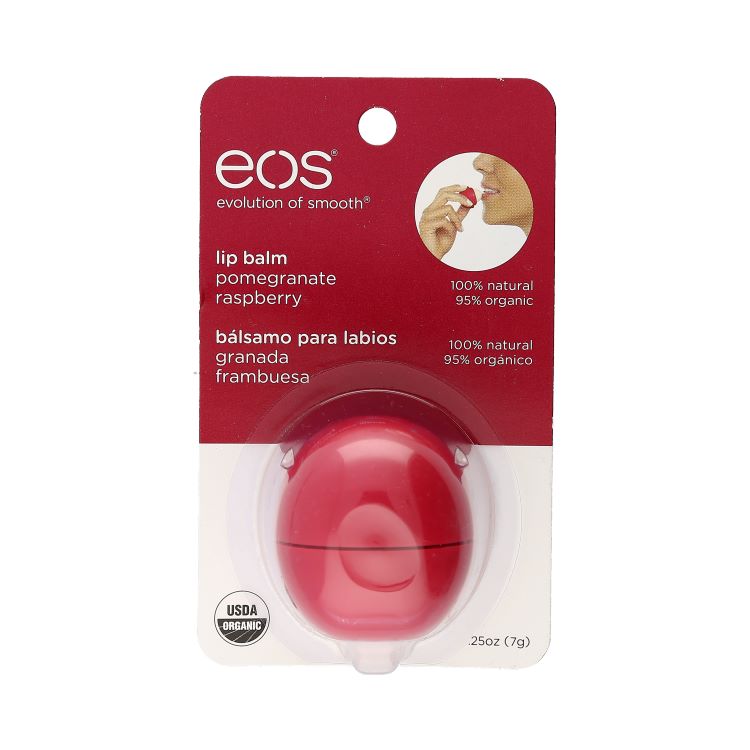 eos®
evolution of smooth®
lip balm
pomegranate
raspberry
100% natural
95% organic
bálsamo para labios
granada
frambuesa
100% natural
95% orgánico
USDA
ORGANIC
.25oz (7g)